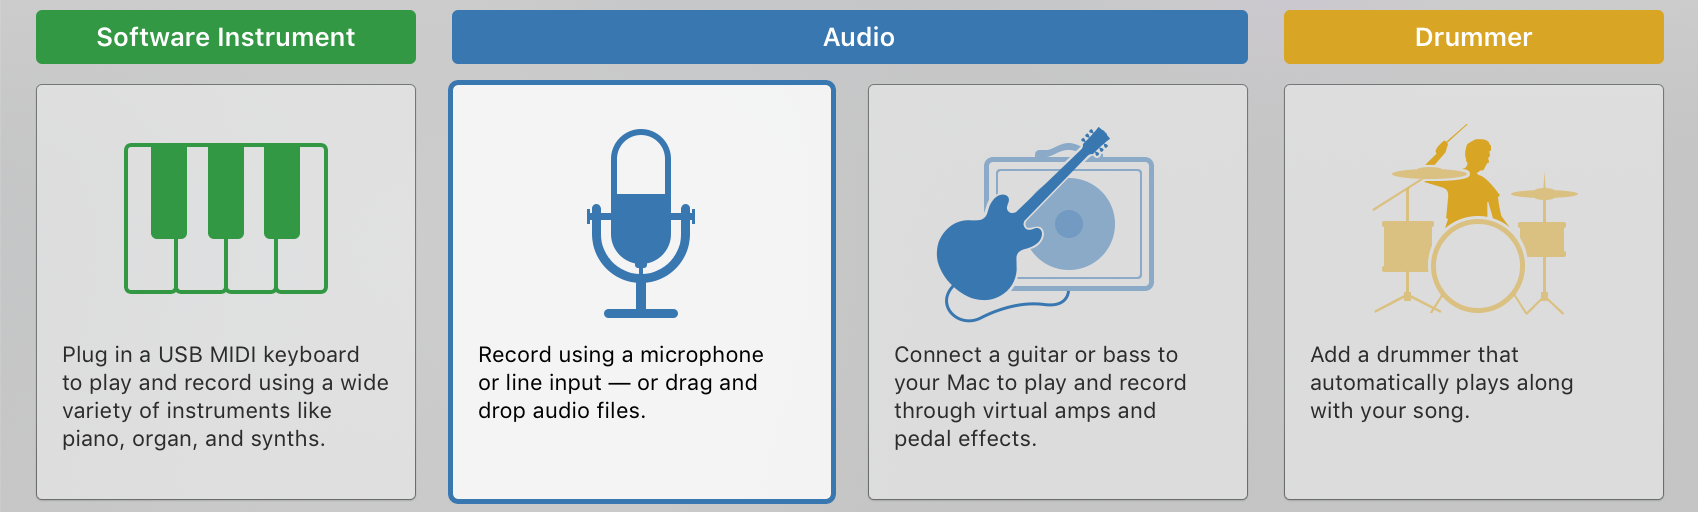 Software Instrument
Audio
Drummer
Plug in a USB MIDI keyboard
to play and record using a wide
variety of instruments like
piano, organ, and synths.
Record using a microphone
or line input — or drag and
drop audio files.
Connect a guitar or bass to
your Mac to play and record
through virtual amps and
pedal effects.
Add a drummer that
automatically plays along
with your song.